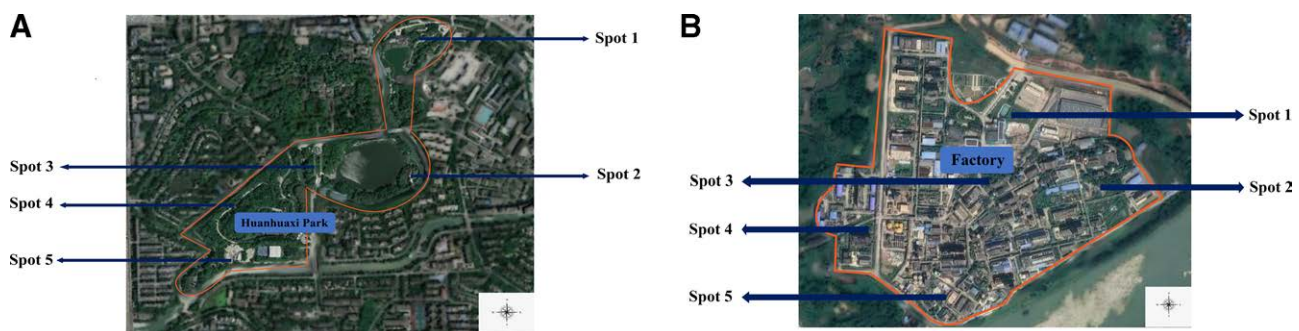 A
Spot 1
Spot 3
Spot 2
Spot 4
Huanhuaxi Park
Spot 5
B
Spot 1
Factory
Spot 3
Spot 2
Spot 4
Spot 5